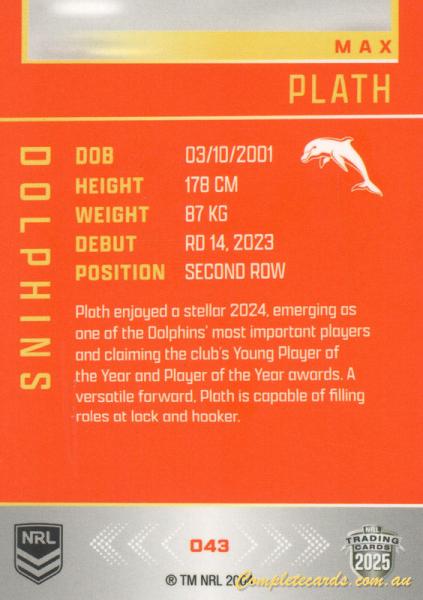 MAX
PLATH
DOLPHINS
DOB 03/10/2001
HEIGHT 178 CM
WEIGHT 87 KG
DEBUT RD 14, 2023
POSITION SECOND ROW
Plath enjoyed a stellar 2024, emerging as
one of the Dolphins' most important players
and claiming the club's Young Player of
the Year and Player of the Year awards. A
versatile forward, Plath is capable of filling
roles at lock and hooker.
NRL
043
NRL
TRADING
CARDS
2025
® TM NRL
Completecards.com.au